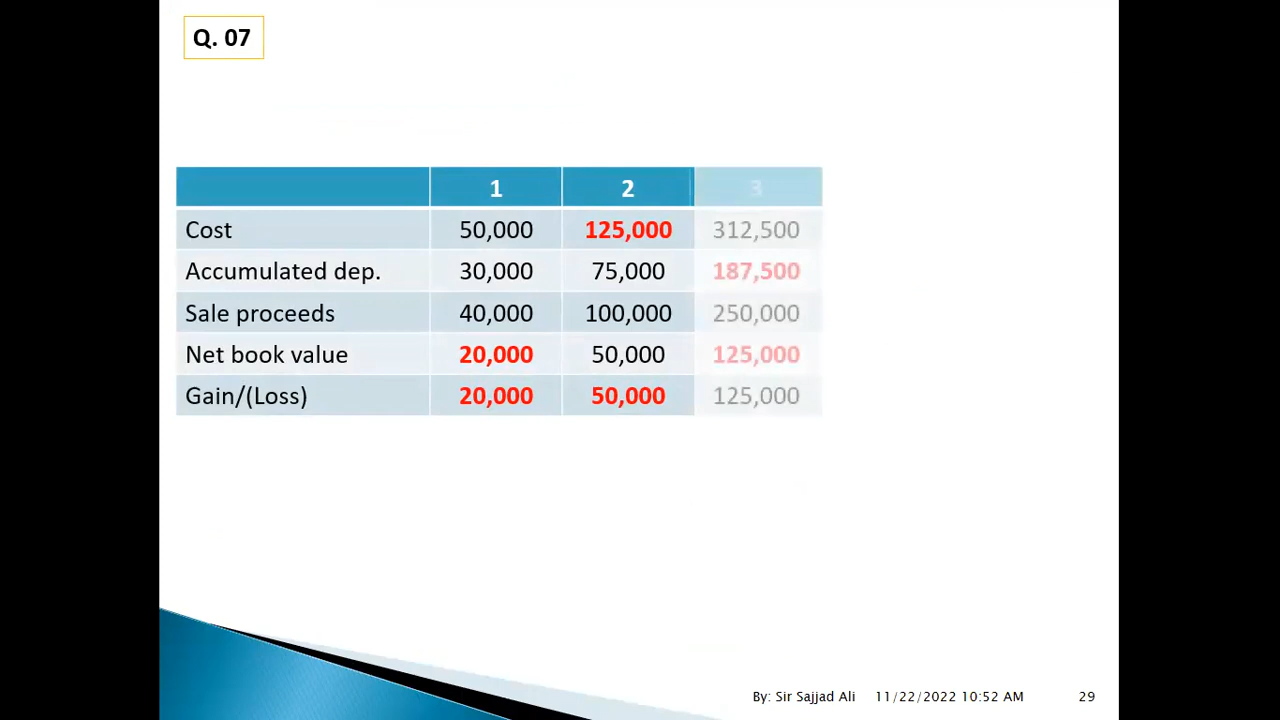 Q. 07
1 2 3
Cost 50,000 125,000 312,500
Accumulated dep. 30,000 75,000 187,500
Sale proceeds 40,000 100,000 250,000
Net book value 20,000 50,000 125,000
Gain/(Loss) 20,000 50,000 125,000
By: Sir Sajjad Ali 11/22/2022 10:52 AM 29